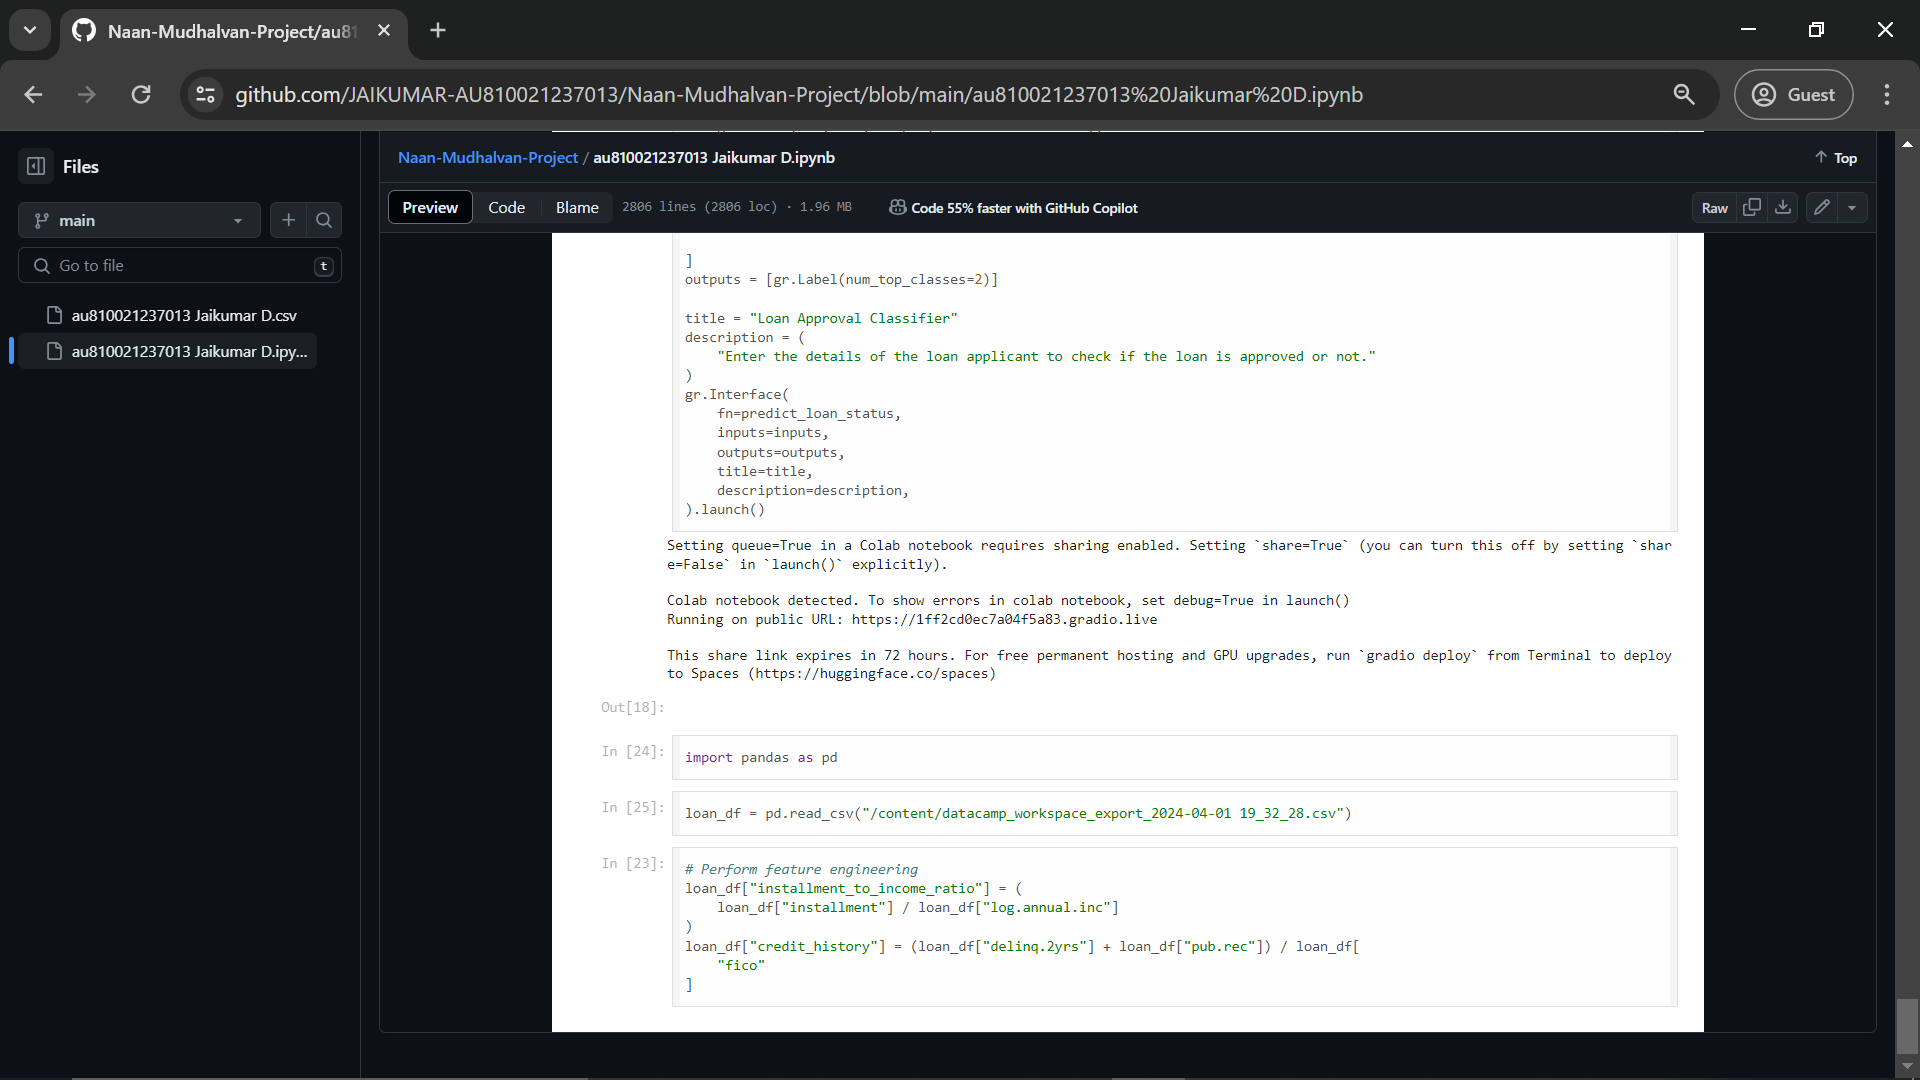 Naan-Mudhalvan-Project/au81
github.com/JAIKUMAR-AU810021237013/Naan-Mudhalvan-Project/blob/main/au810021237013%20Jaikumar%20D.ipynb
Guest
Files
main
Go to file
t
au810021237013 Jaikumar D.csv
au810021237013 Jaikumar D.ipy...
Naan-Mudhalvan-Project / au810021237013 Jaikumar D.ipynb
Top
Preview
Code
Blame
2806 lines (2806 loc) · 1.96 MB
Code 55% faster with GitHub Copilot
Raw
]
outputs = [gr.Label(num_top_classes=2)]
title = "Loan Approval Classifier"
description = (
"Enter the details of the loan applicant to check if the loan is approved or not."
)
gr.Interface(
fn=predict_loan_status,
inputs=inputs,
outputs=outputs,
title=title,
description=description,
).launch()
Setting queue=True in a Colab notebook requires sharing enabled. Setting `share=True` (you can turn this off by setting `shar
e=False` in `launch()` explicitly).
Colab notebook detected. To show errors in colab notebook, set debug=True in launch()
Running on public URL: https://1ff2cd0ec7a04f5a83.gradio.live
This share link expires in 72 hours. For free permanent hosting and GPU upgrades, run `gradio deploy` from Terminal to deploy
to Spaces (https://huggingface.co/spaces)
Out[18]:
In [24]:
import pandas as pd
In [25]:
loan_df = pd.read_csv("/content/datacamp_workspace_export_2024-04-01 19_32_28.csv")
In [23]:
# Perform feature engineering
loan_df["installment_to_income_ratio"] = (
loan_df["installment"] / loan_df["log.annual.inc"]
)
loan_df["credit_history"] = (loan_df["delinq.2yrs"] + loan_df["pub.rec"]) / loan_df[
"fico"
]